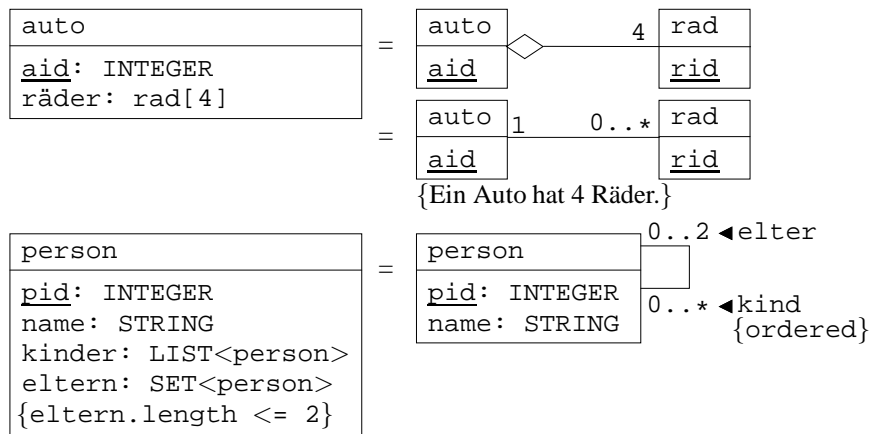 auto
aid: INTEGER
räder: rad[4]
=
auto
aid
4
rad
rid
=
auto
aid
1
0..*
rad
rid
{Ein Auto hat 4 Räder.}
person
pid: INTEGER
name: STRING
kinder: LIST<person>
eltern: SET<person>
{eltern.length <= 2}
=
person
pid: INTEGER
name: STRING
0..2 ◄elter
0..* ◄kind
{ordered}